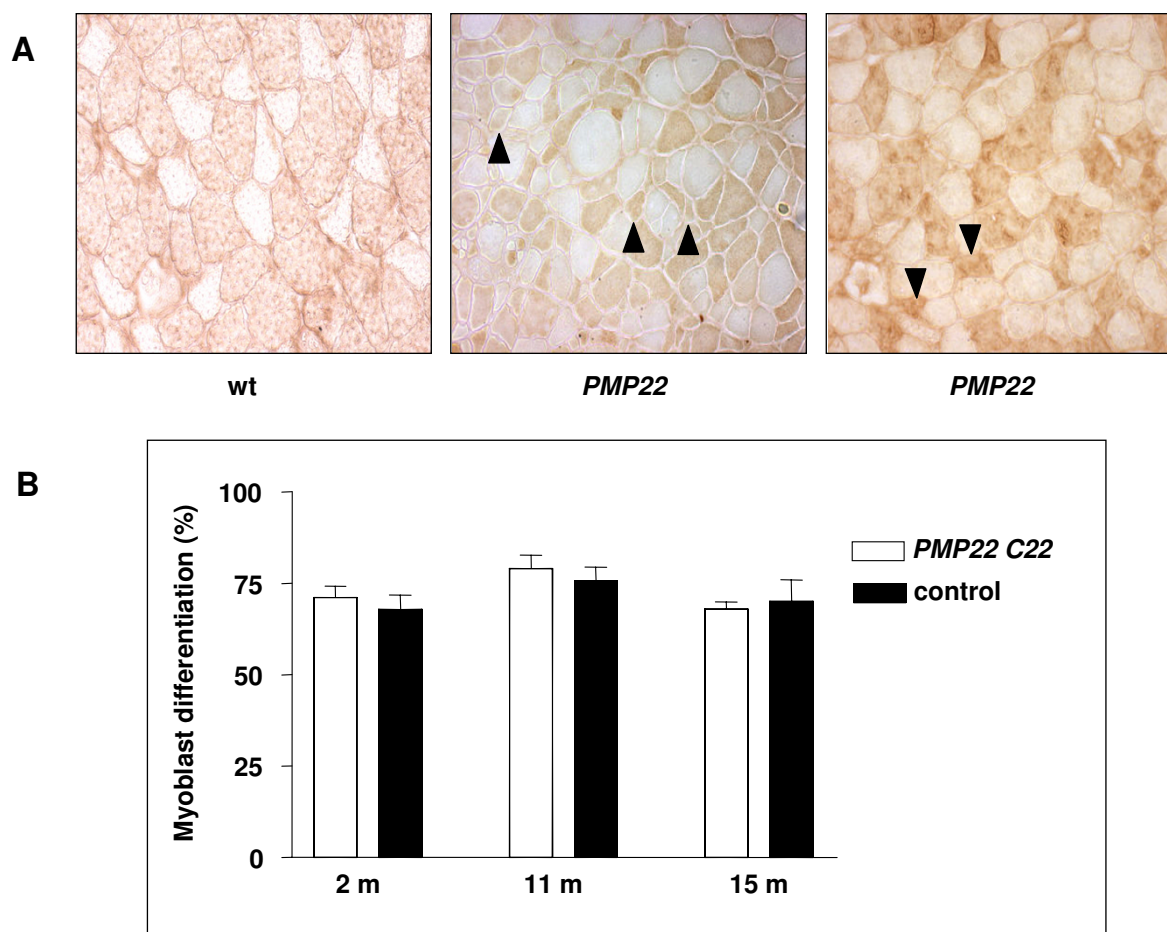 A
wt
PMP22
PMP22
B
Myoblast differentiation (%)
100
75
50
25
0
2 m
11 m
15 m
PMP22 C22
control